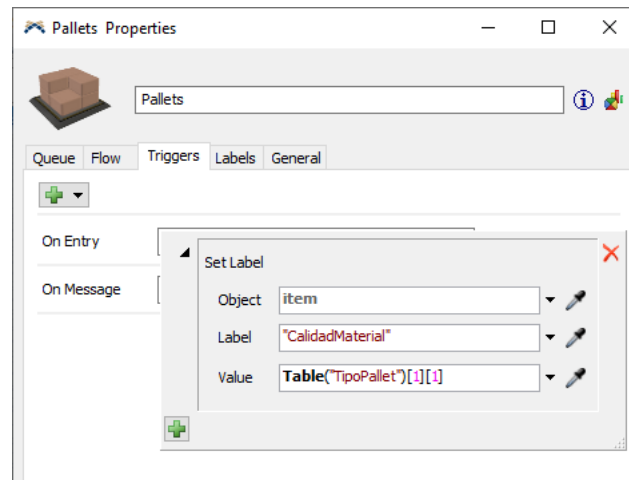 Pallets Properties
Pallets
Queue Flow Triggers Labels General
On Entry
On Message
Set Label
Object item
Label "CalidadMaterial"
Value Table("TipoPallet")[1][1]